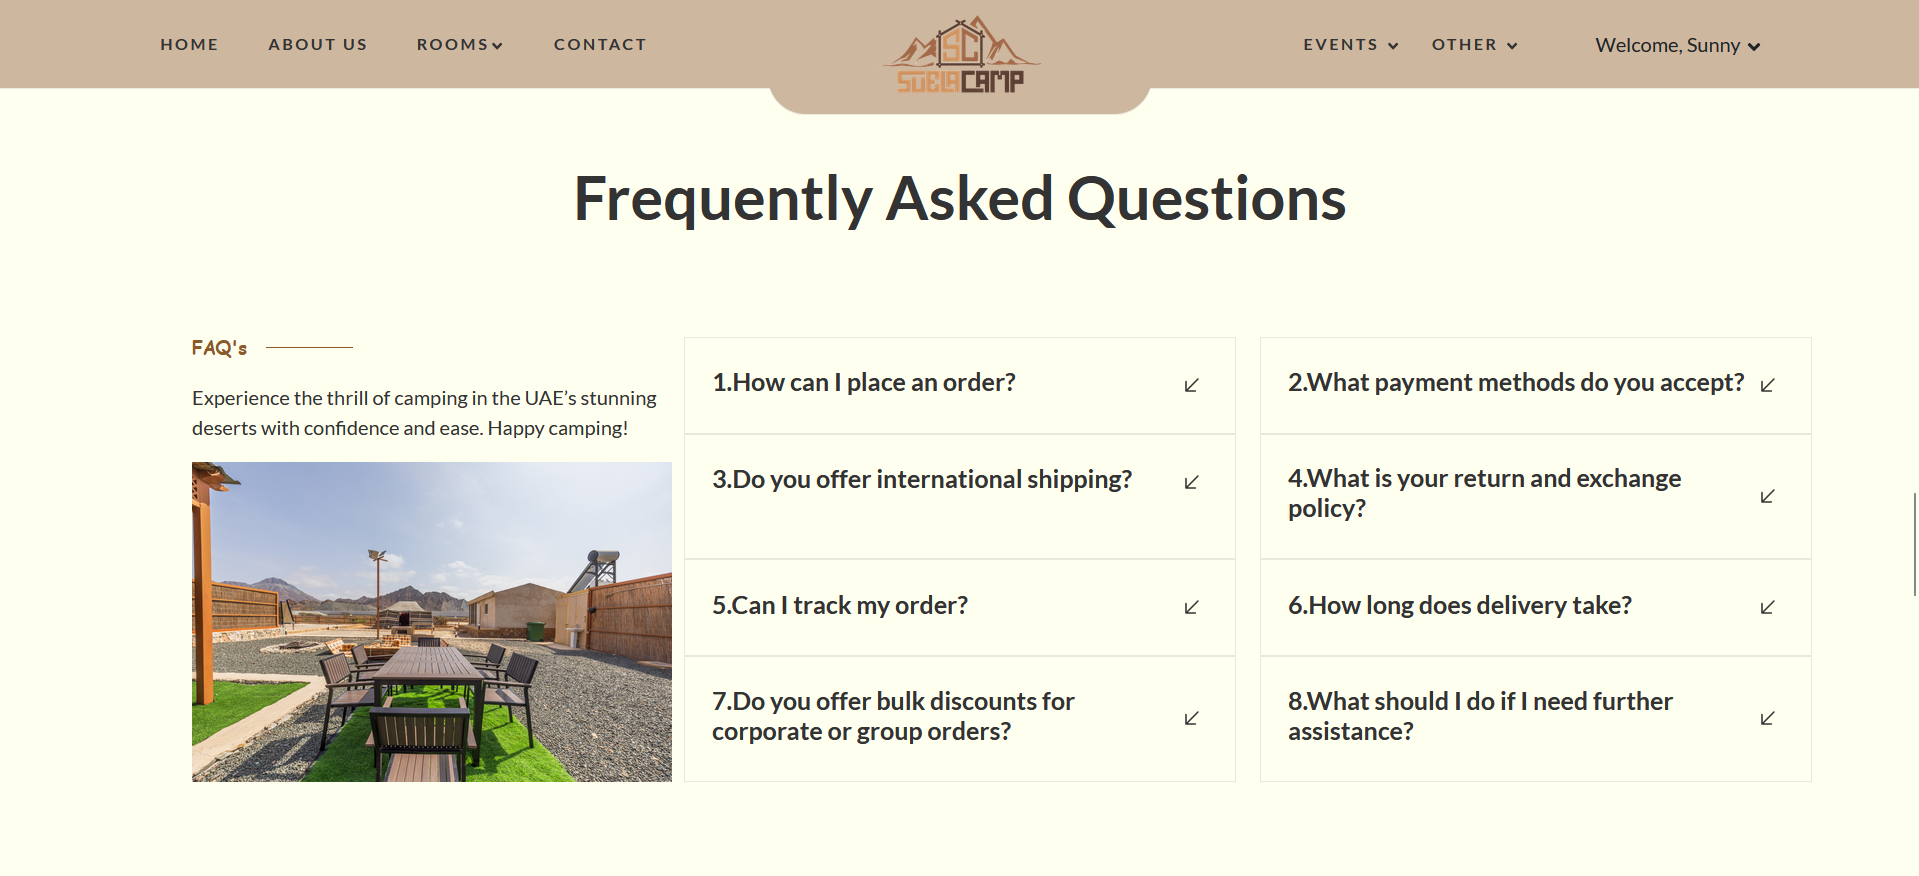 HOME ABOUT US ROOMS CONTACT
SC
SUELA CAMP
EVENTS OTHER Welcome, Sunny
Frequently Asked Questions
FAQ's
Experience the thrill of camping in the UAE’s stunning
deserts with confidence and ease. Happy camping!
1.How can I place an order?
2.What payment methods do you accept?
3.Do you offer international shipping?
4.What is your return and exchange
policy?
5.Can I track my order?
6.How long does delivery take?
7.Do you offer bulk discounts for
corporate or group orders?
8.What should I do if I need further
assistance?